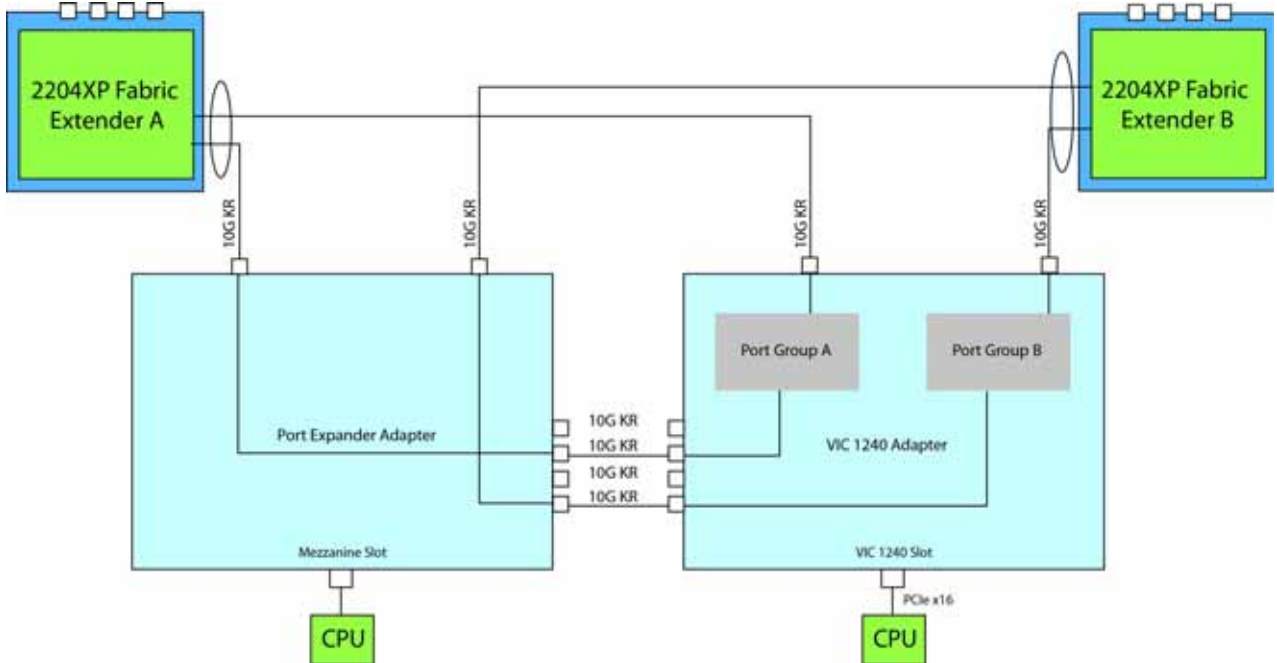 2204XP Fabric
Extender A
2204XP Fabric
Extender B
10G KR
10G KR
10G KR
10G KR
Port Group A
Port Group B
Port Expander Adapter
10G KR
10G KR
10G KR
10G KR
VIC 1240 Adapter
Mezzanine Slot
VIC 1240 Slot
PCIe x16
CPU
CPU